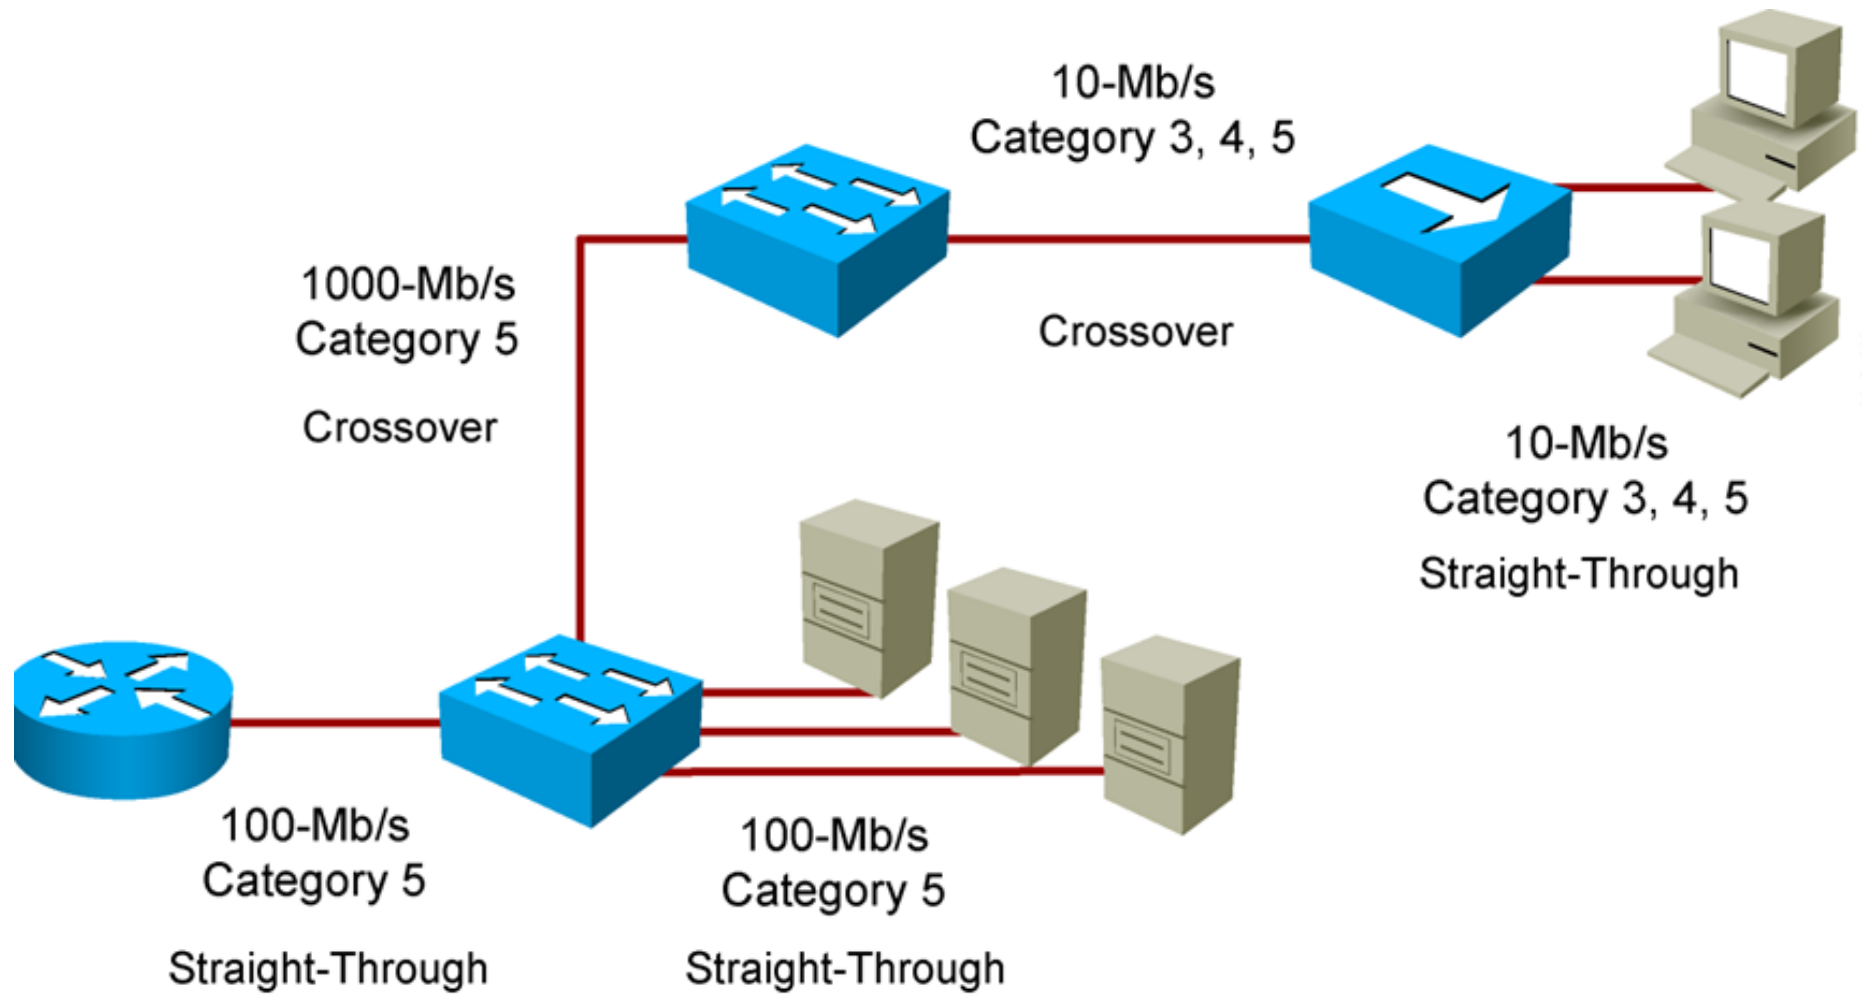 10-Mb/s
Category 3, 4, 5
1000-Mb/s
Category 5
Crossover
Crossover
10-Mb/s
Category 3, 4, 5
Straight-Through
100-Mb/s
Category 5
Straight-Through
100-Mb/s
Category 5
Straight-Through